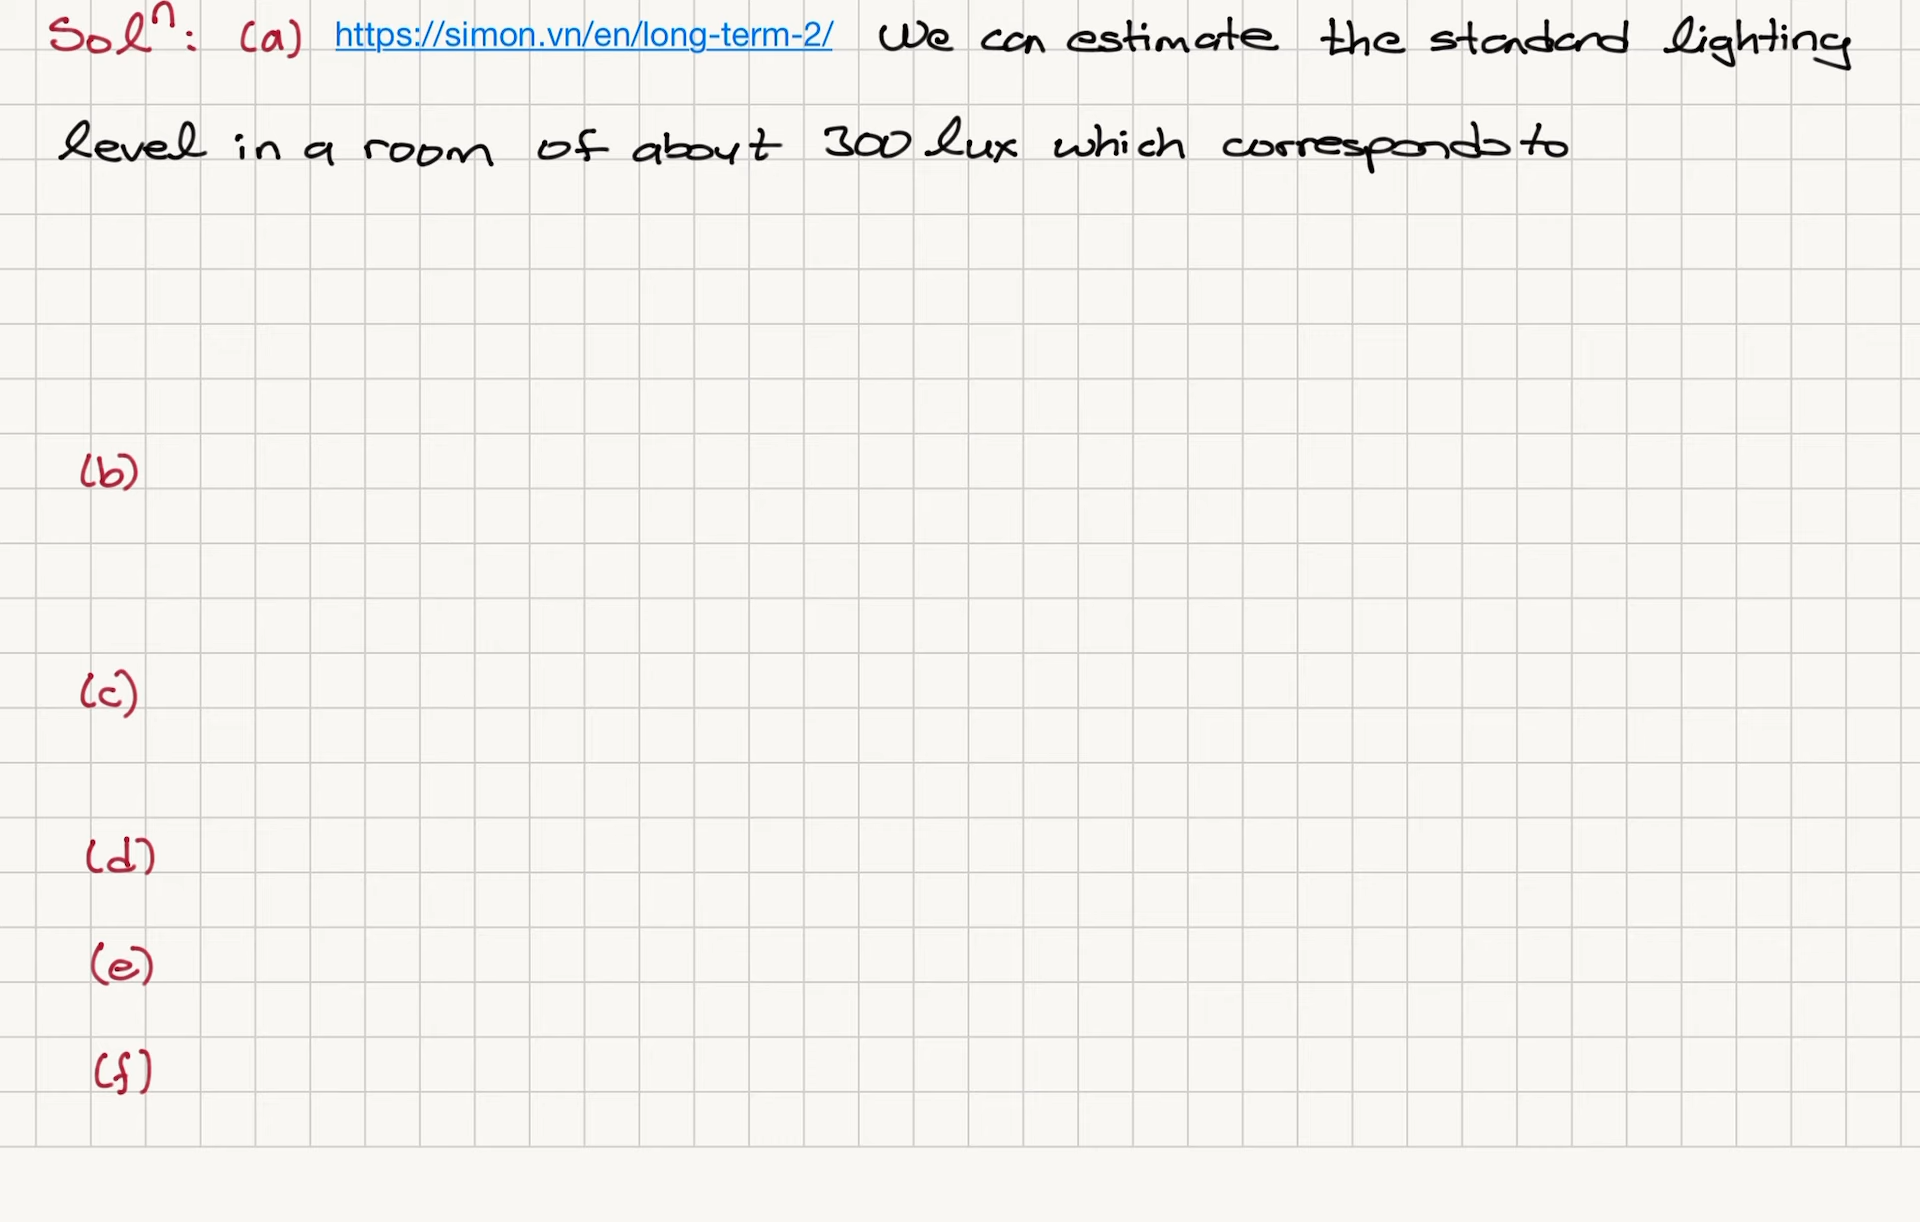 Solⁿ: (a) https://simon.vn/en/long-term-2/ We can estimate the standard lighting
level in a room of about 300 lux which corresponds to
(b)
(c)
(d)
(e)
(f)